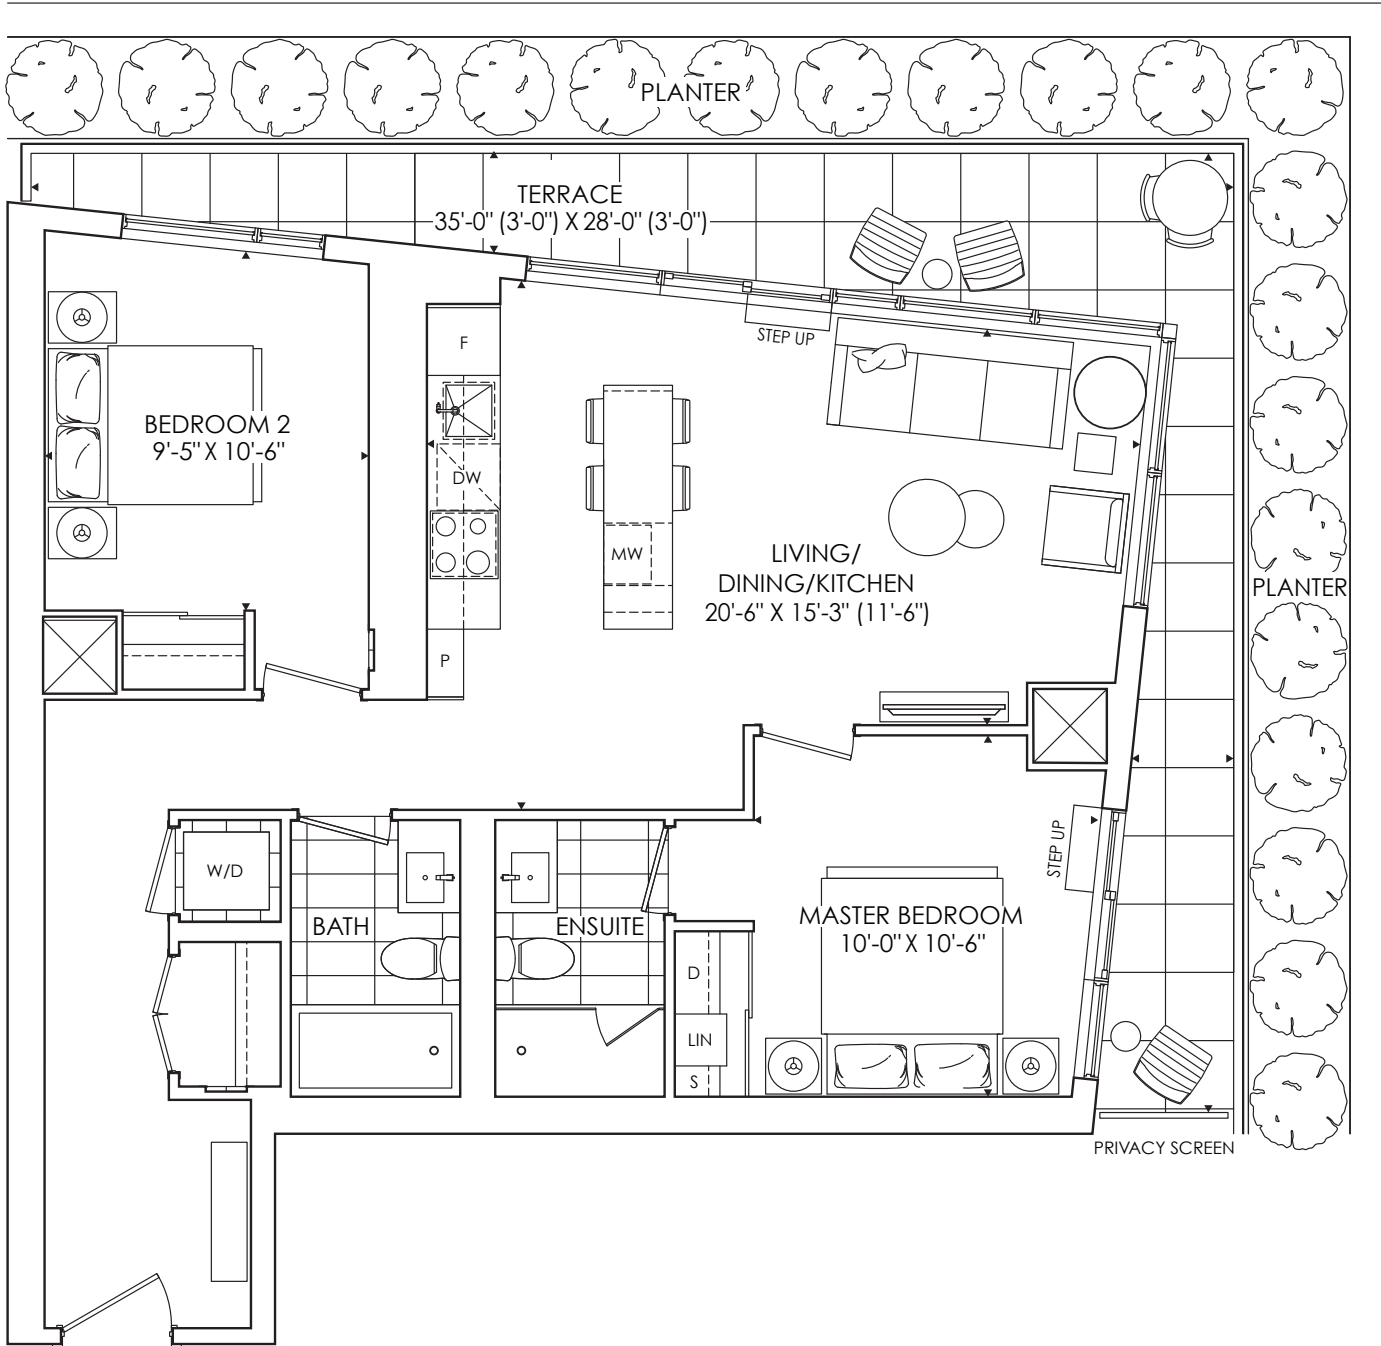 PLANTER
TERRACE
35'-0" (3'-0") X 28'-0" (3'-0")
STEP UP
F
BEDROOM 2
9'-5" X 10'-6"
DW
MW
LIVING/
DINING/KITCHEN
20'-6" X 15'-3" (11'-6")
PLANTER
P
W/D
STEP UP
BATH
ENSUITE
MASTER BEDROOM
10'-0" X 10'-6"
D
LIN
S
PRIVACY SCREEN